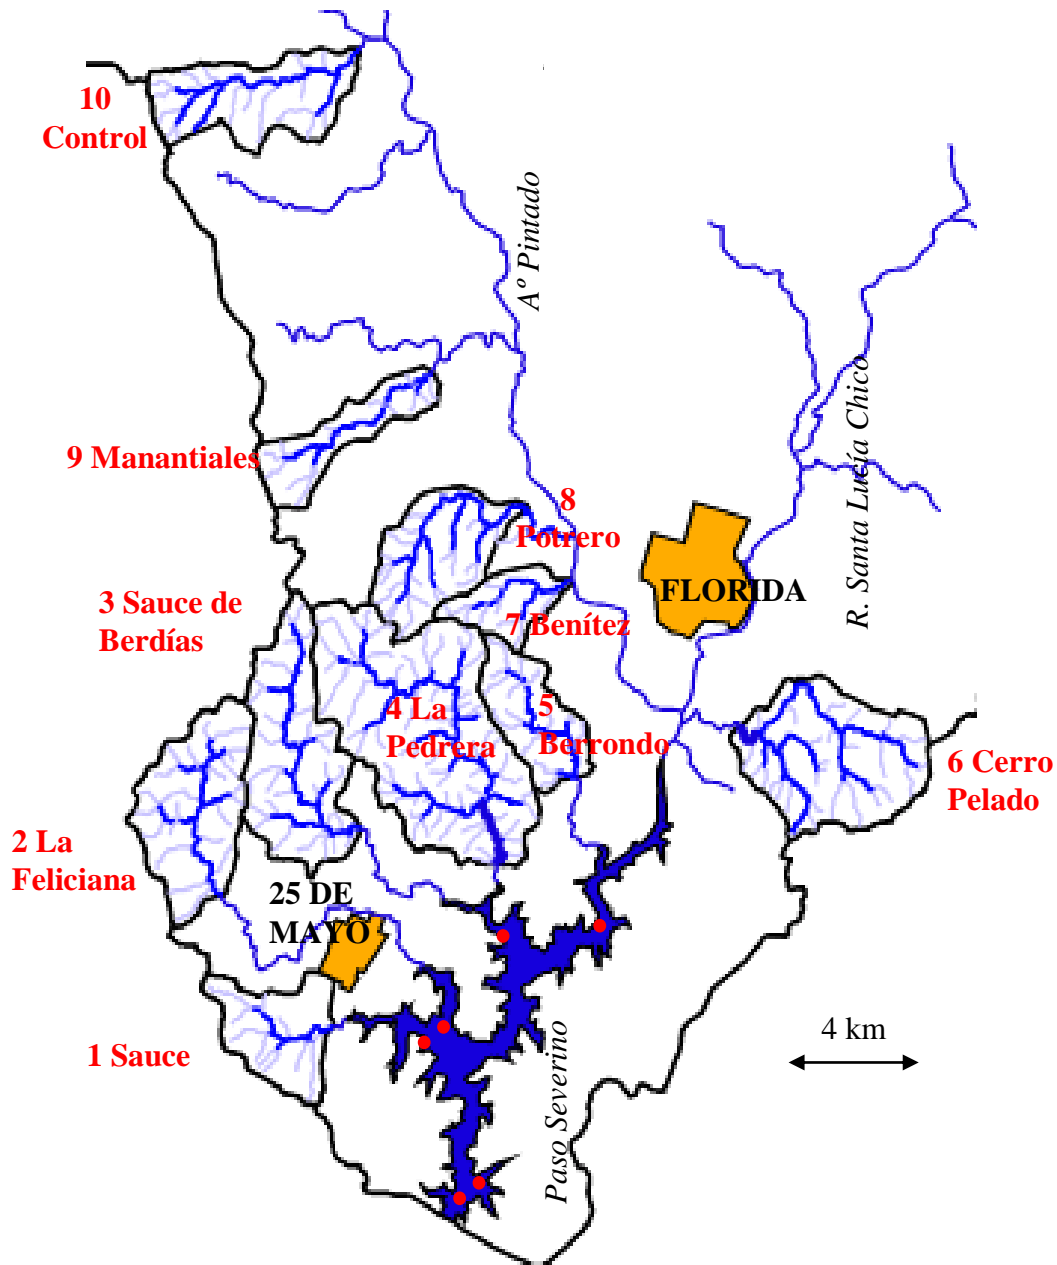 10
Control
Aº Pintado
R. Santa Lucía Chico
9 Manantiales
8
Potrero
FLORIDA
3 Sauce de
Berdías
7 Benítez
4 La
Pedrera
5
Berrondo
6 Cerro
Pelado
2 La
Feliciana
25 DE
MAYO
1 Sauce
4 km
Paso Severino